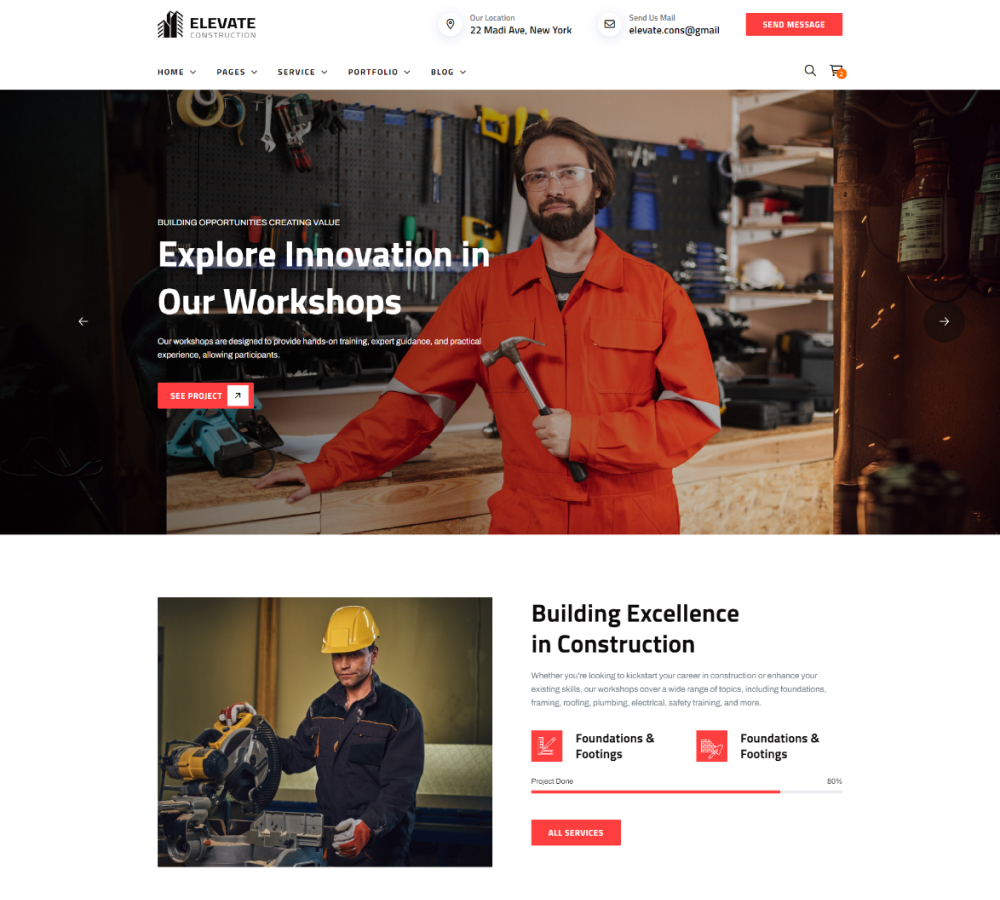 ELEVATE
CONSTRUCTION
Our Location
22 Madi Ave, New York
Send Us Mail
elevate.cons@gmail
SEND MESSAGE
HOME PAGES SERVICE PORTFOLIO BLOG
2
BUILDING OPPORTUNITIES CREATING VALUE
Explore Innovation in
Our Workshops
Our workshops are designed to provide hands-on training, expert guidance, and practical
experience, allowing participants.
SEE PROJECT
Building Excellence
in Construction
Whether you're looking to kickstart your career in construction or enhance your
existing skills, our workshops cover a wide range of topics, including foundations,
framing, roofing, plumbing, electrical, safety training, and more.
Foundations &
Footings
Foundations &
Footings
Project Done 80%
ALL SERVICES